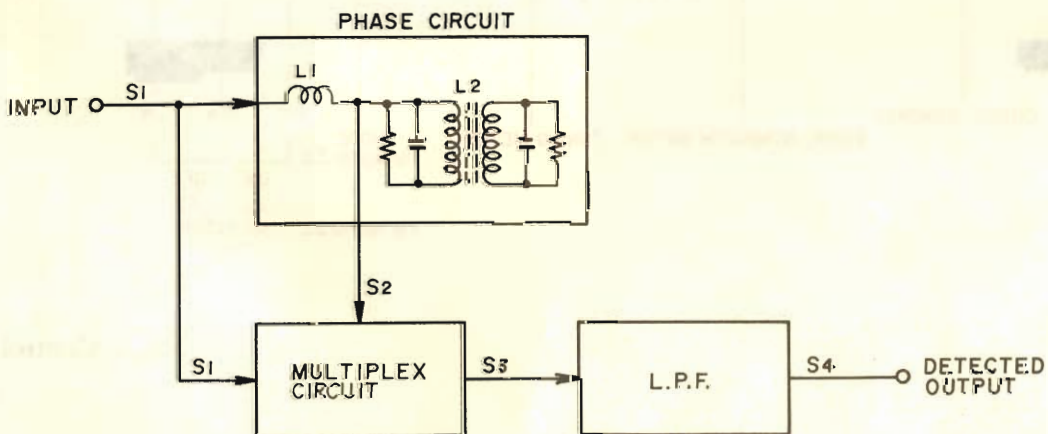 PHASE CIRCUIT
L1
L2
INPUT
S1
S2
S1
MULTIPLEX
CIRCUIT
S3
L.P.F.
S4
DETECTED
OUTPUT